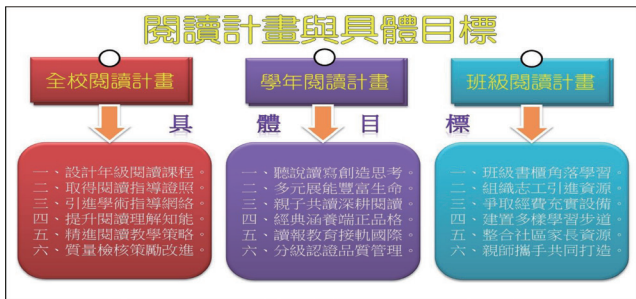 閱讀計畫與具體目標
全校閱讀計畫
學年閱讀計畫
班級閱讀計畫
具體目標
一、設計年級閱讀課程。
二、取得閱讀指導證照。
三、引進學術指導網絡。
四、提升閱讀理解知能。
五、精進閱讀教學策略。
六、質量檢核策勵改進。
一、聽說讀寫創造思考。
二、多元展能豐富生命。
三、親子共讀深耕閱讀。
四、經典涵養端正品格。
五、讀報教育接軌國際。
六、分級認證品質管理。
一、班級書櫃角落學習。
二、組織志工引進資源。
三、爭取經費充實設備。
四、建置多樣學習步道。
五、整合社區家長資源。
六、親師攜手共同打造。